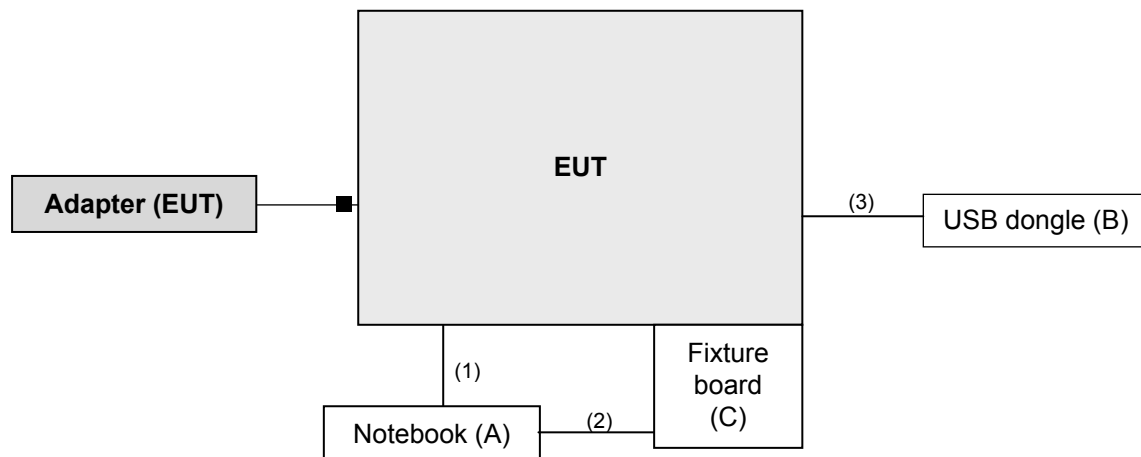 EUT
Adapter (EUT)
(3)
USB dongle (B)
(1)
Fixture
board
(C)
Notebook (A)
(2)